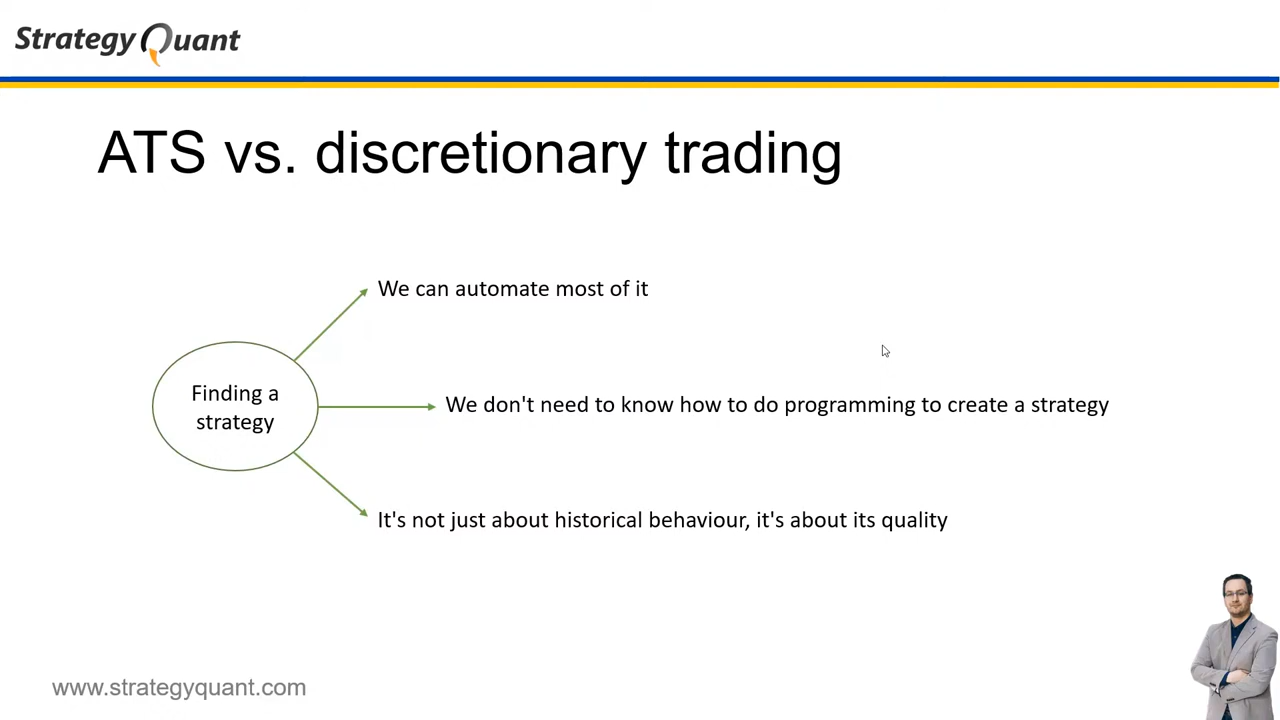 StrategyQuant
ATS vs. discretionary trading
We can automate most of it
Finding a
strategy
We don't need to know how to do programming to create a strategy
It's not just about historical behaviour, it's about its quality
www.strategyquant.com